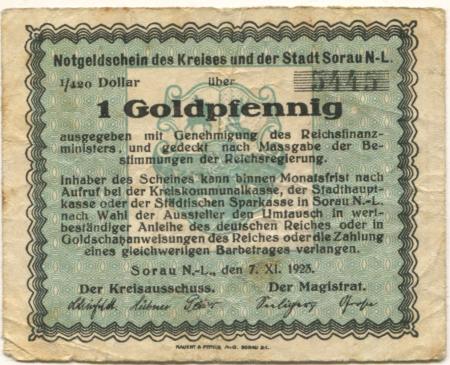 Notgeldschein des Kreises und der Stadt Sorau N-L.
1/420 Dollar über 5445
1 Goldpfennig
ausgegeben mit Genehmigung des Reichsfinanz-
ministers, und gedeckt nach Massgabe der Be-
stimmungen der Reichsregierung.
Inhaber des Scheines kann binnen Monatsfrist nach
Aufruf bei der Kreiskommunalkasse, der Stadthaupt-
kasse oder der Städtischen Sparkasse in Sorau N.-L.
nach Wahl der Aussteller den Umtausch in wert-
beständiger Anleihe des deutschen Reiches oder in
Goldschatzanweisungen des Reiches oder die Zahlung
eines gleichwertigen Barbetrages verlangen.
Sorau N.-L., den 7. XI. 1923.
Der Kreisausschuss. Der Magistrat.
SORAU N-L.